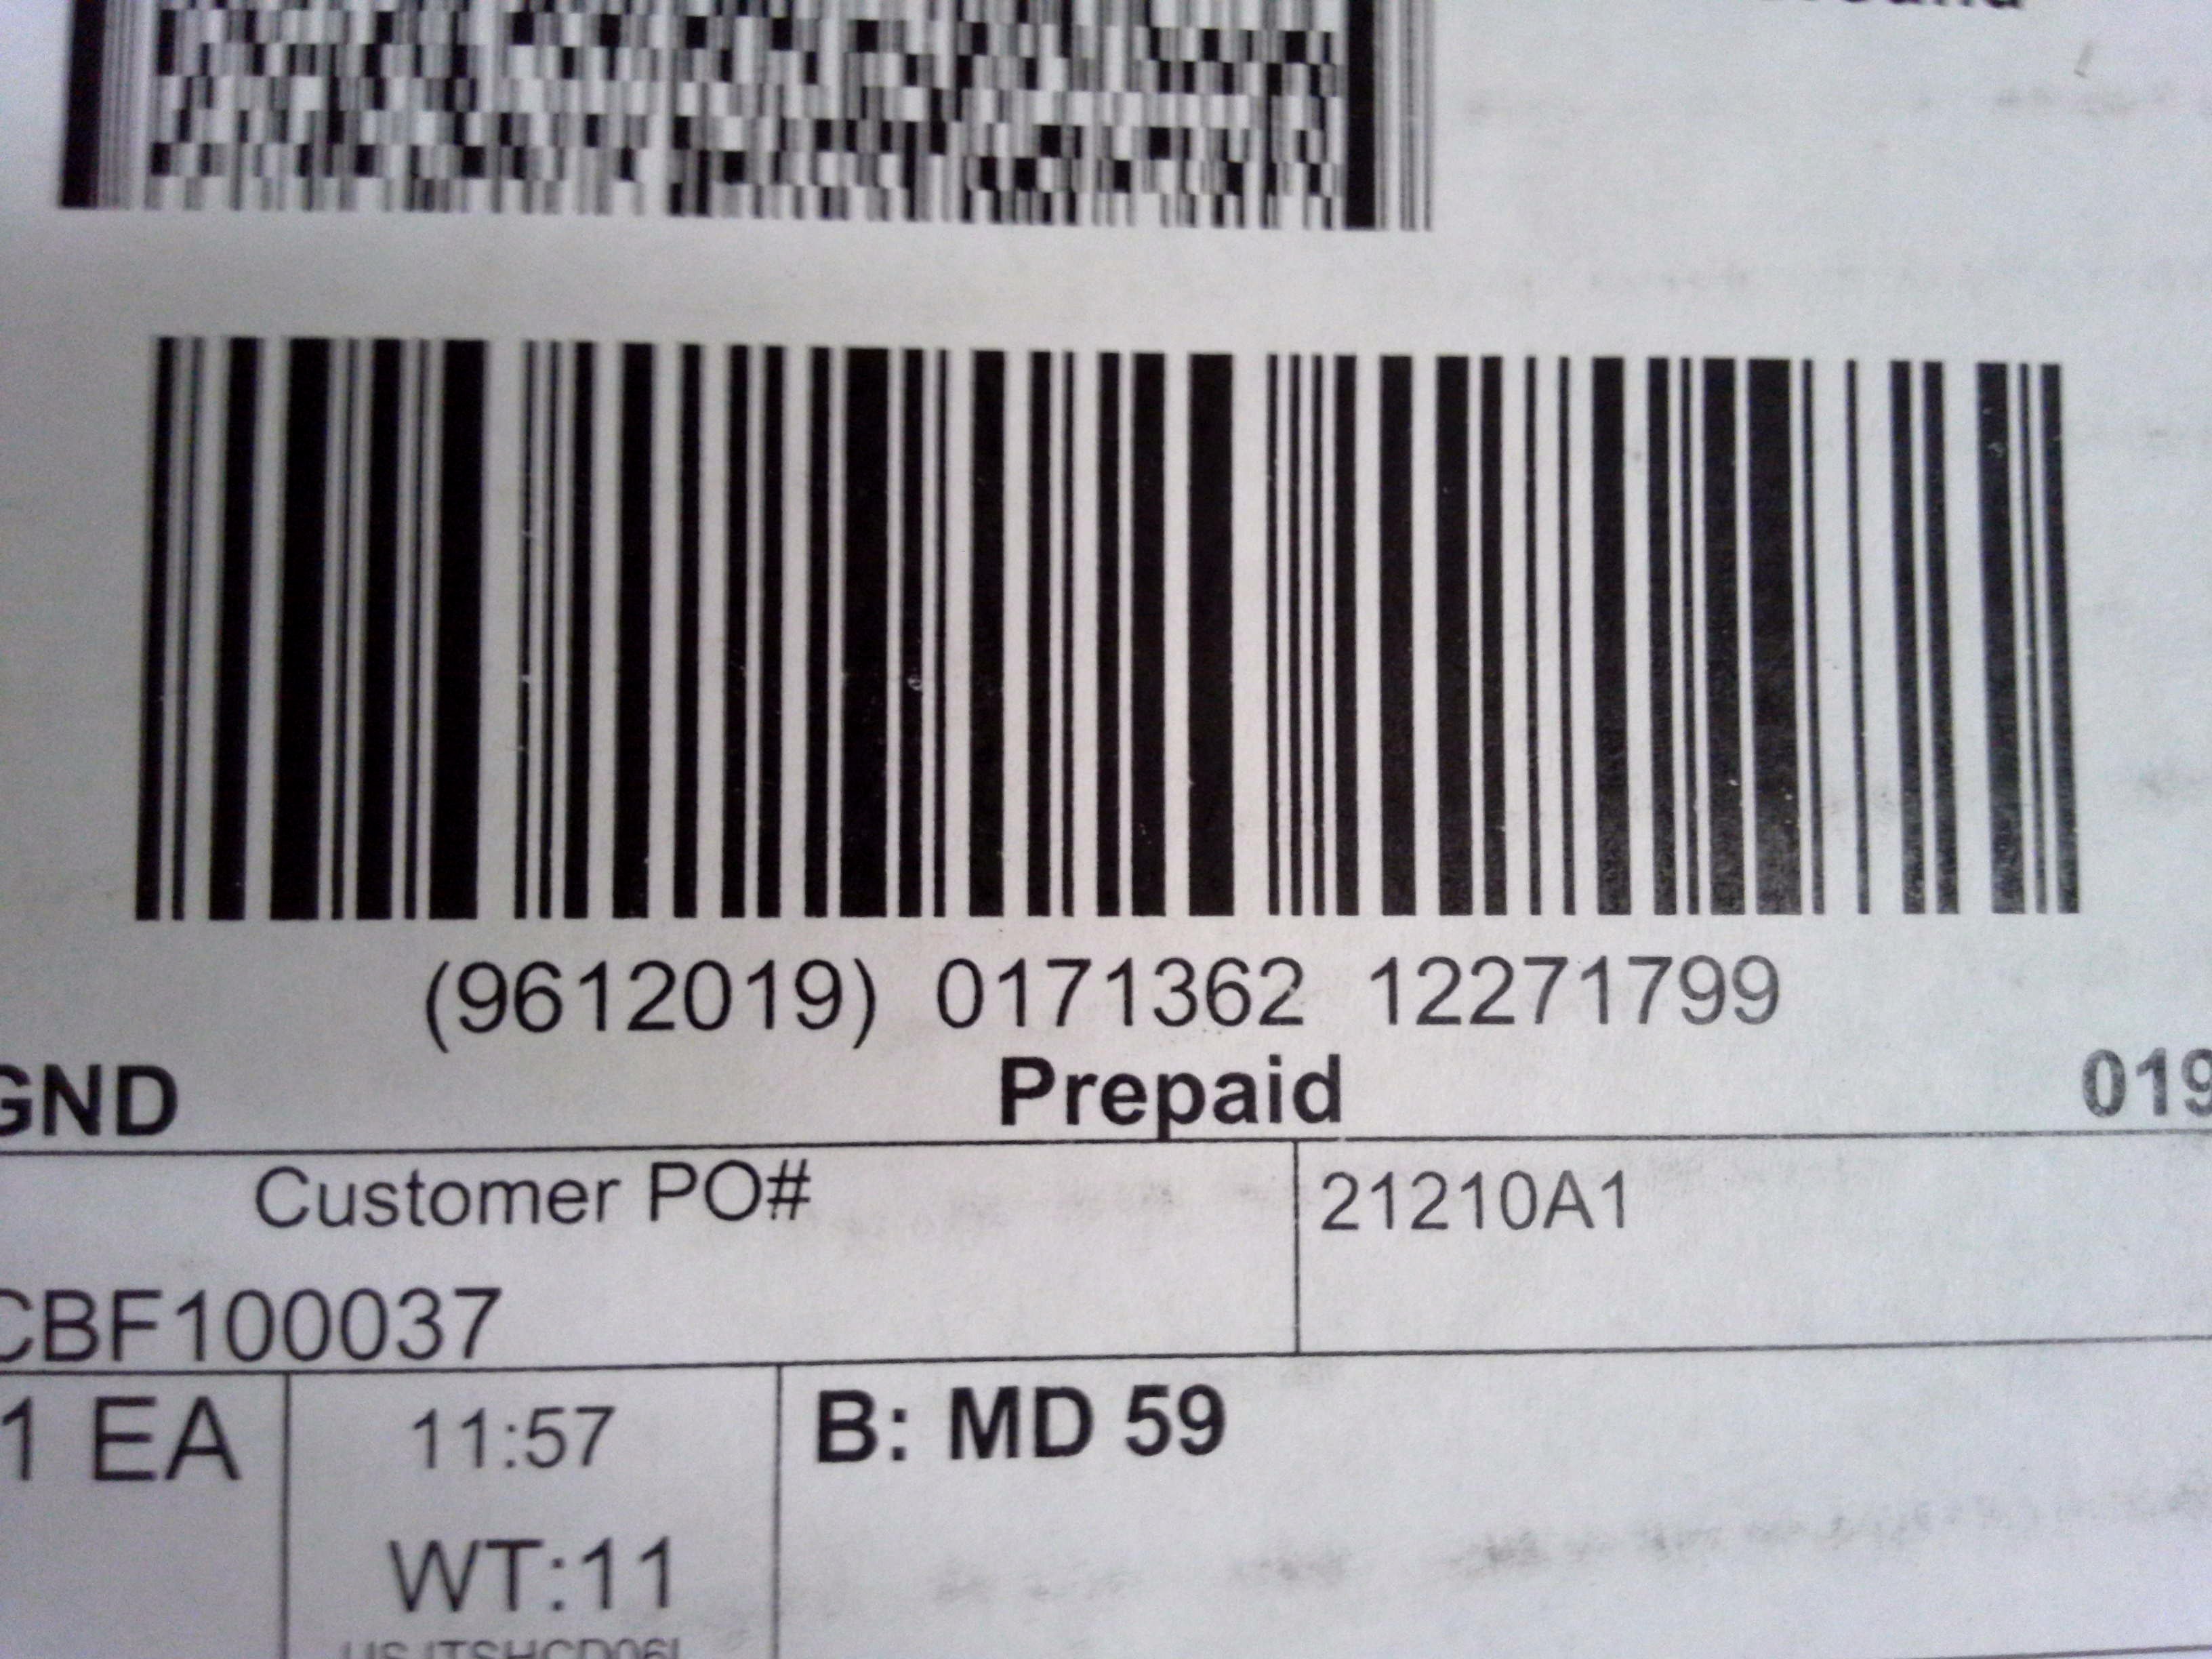 (9612019) 0171362 12271799
GND Prepaid 019
Customer PO# 21210A1
CBF100037
1 EA 11:57 B: MD 59
WT:11